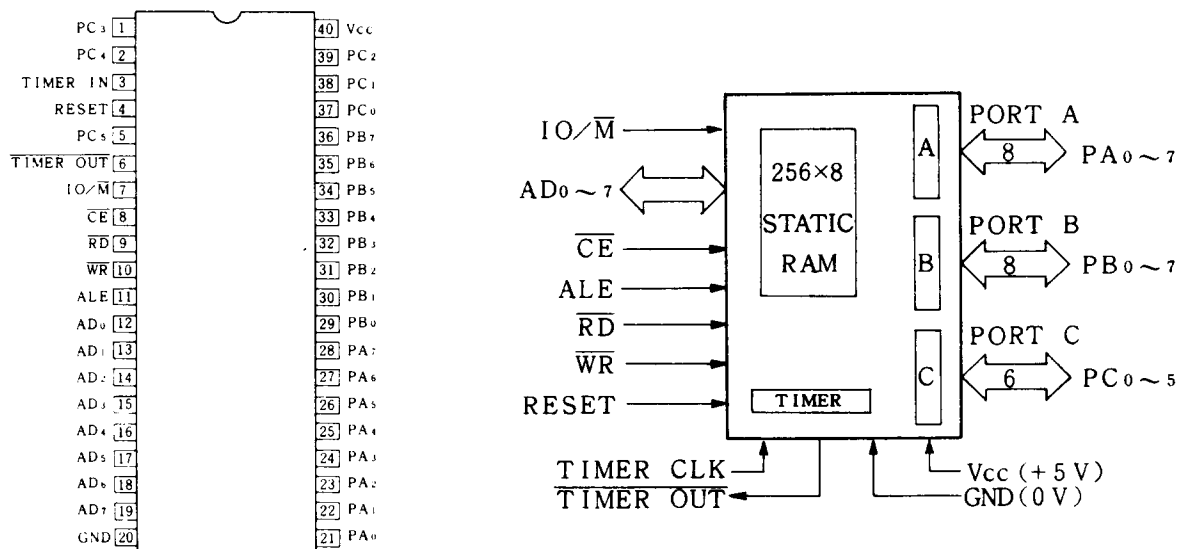 PC3 1
PC4 2
TIMER IN 3
RESET 4
PC5 5
TIMER OUT 6
IO/M 7
CE 8
RD 9
WR 10
ALE 11
AD0 12
AD1 13
AD2 14
AD3 15
AD4 16
AD5 17
AD6 18
AD7 19
GND 20
40 Vcc
39 PC2
38 PC1
37 PC0
36 PB7
35 PB6
34 PB5
33 PB4
32 PB3
31 PB2
30 PB1
29 PB0
28 PA7
27 PA6
26 PA5
25 PA4
24 PA3
23 PA2
22 PA1
21 PA0
IO/M
AD0~7
CE
ALE
RD
WR
RESET
256×8
STATIC
RAM
TIMER
A
B
C
PORT A
8 PA0~7
PORT B
8 PB0~7
PORT C
6 PC0~5
TIMER CLK
TIMER OUT
Vcc (+5V)
GND(0V)